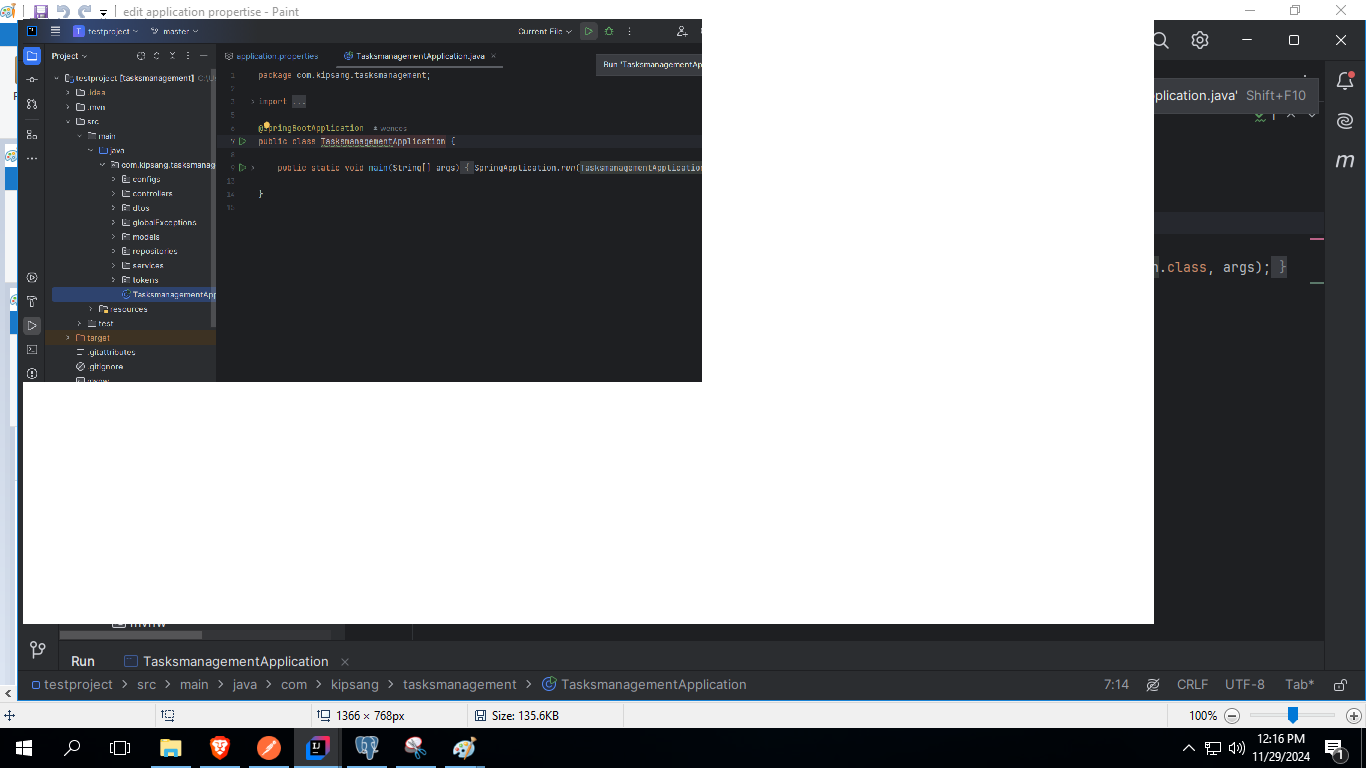 edit application propertise - Paint
testproject
master
Current File
Project
application.properties
TasksmanagementApplication.java
Run 'TasksmanagementAp
plication.java' Shift+F10
testproject [tasksmanagement]
.idea
.mvn
src
main
java
com.kipsang.tasksmanag
configs
controllers
dtos
globalExceptions
models
repositories
services
tokens
TasksmanagementApp
resources
test
target
.gitattributes
.gitignore
1 package com.kipsang.tasksmanagement;
2
3 import ...
5
6 @SpringBootApplication wences
7 public class TasksmanagementApplication {
8
9 public static void main(String[] args) { SpringApplication.run(TasksmanagementApplication
13
14 }
15
1
.class, args); }
m
mvnw
Run TasksmanagementApplication
testproject > src > main > java > com > kipsang > tasksmanagement > TasksmanagementApplication
7:14 CRLF UTF-8 Tab*
1366 × 768px
Size: 135.6KB
100%
12:16 PM
11/29/2024
1